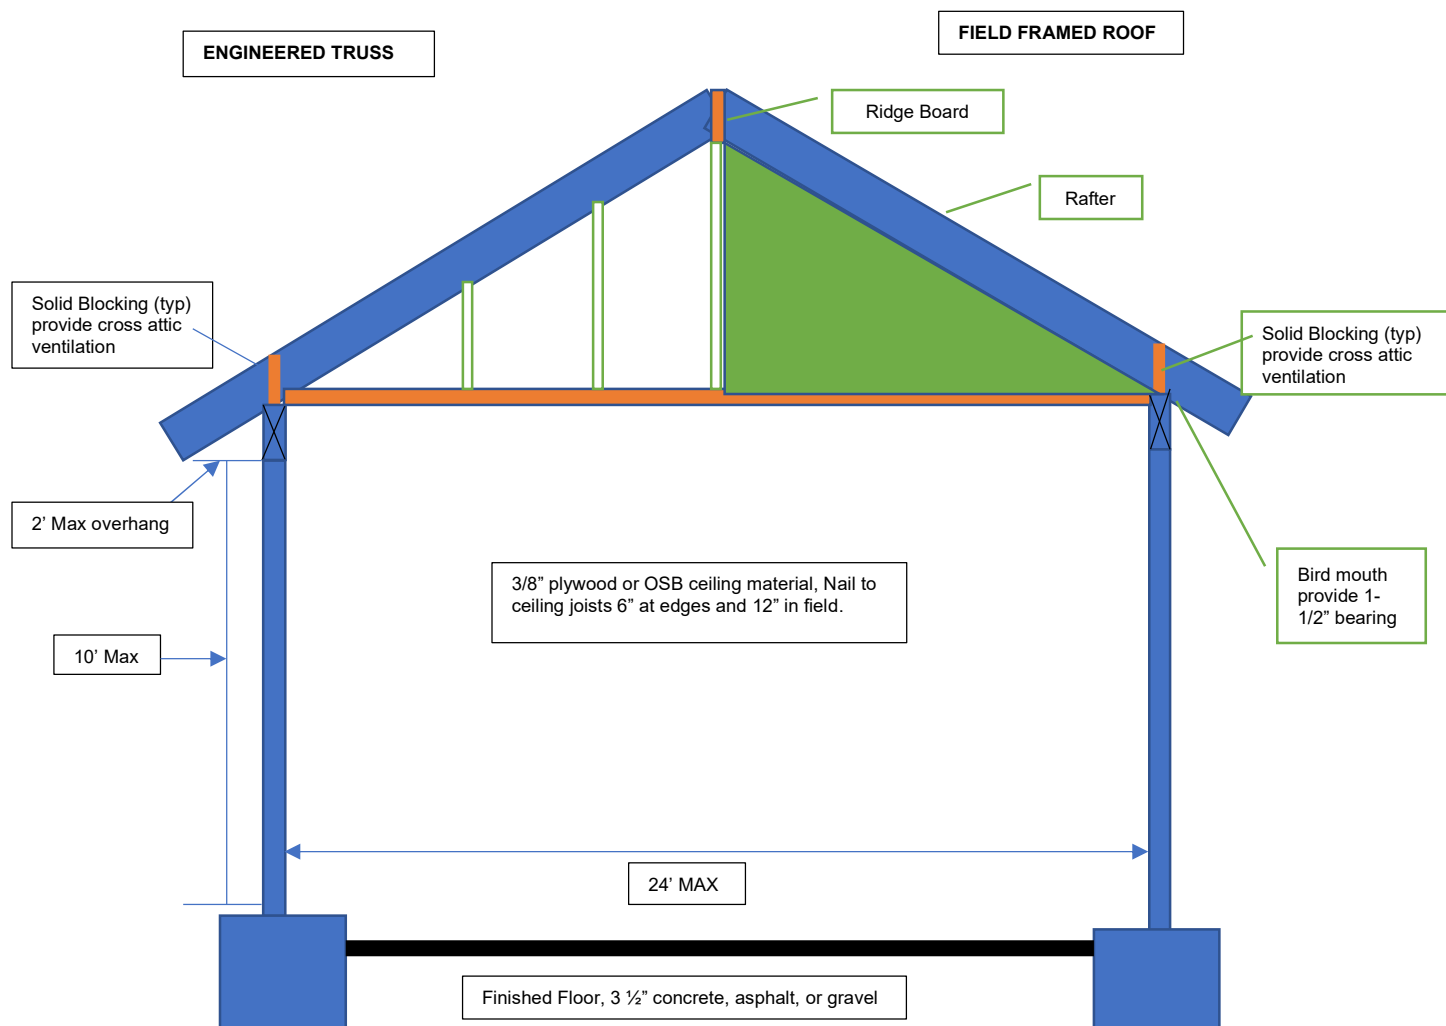 ENGINEERED TRUSS
FIELD FRAMED ROOF
Ridge Board
Rafter
Solid Blocking (typ)
provide cross attic
ventilation
Solid Blocking (typ)
provide cross attic
ventilation
2’ Max overhang
3/8” plywood or OSB ceiling material, Nail to
ceiling joists 6” at edges and 12” in field.
Bird mouth
provide 1-
1/2” bearing
10’ Max
24’ MAX
Finished Floor, 3 ½” concrete, asphalt, or gravel